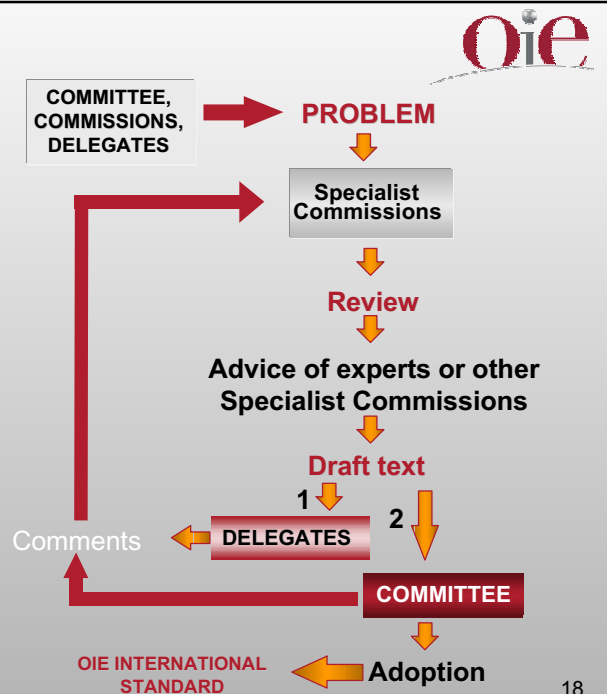 Oie
COMMITTEE,
COMMISSIONS,
DELEGATES
PROBLEM
Specialist
Commissions
Review
Advice of experts or other
Specialist Commissions
Draft text
1
2
Comments
DELEGATES
COMMITTEE
Adoption
OIE INTERNATIONAL
STANDARD
18